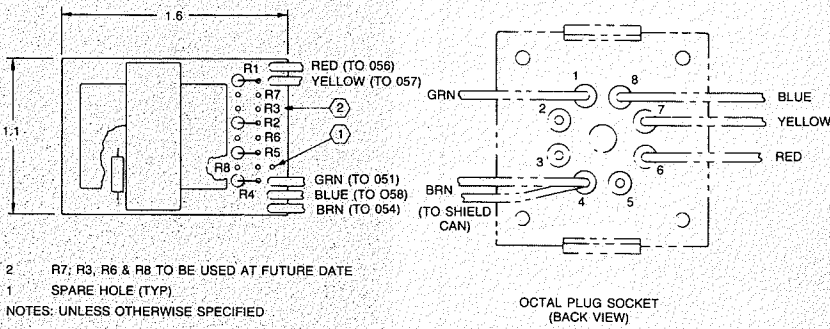 1.6
1.1
R1
RED (TO 056)
YELLOW (TO 057)
R7
R3
2
R2
R6
1
R5
R8
R4
GRN (TO 051)
BLUE (TO O58)
BRN (TO 054)
2 R7, R3, R6 & R8 TO BE USED AT FUTURE DATE
1 SPARE HOLE (TYP)
NOTES: UNLESS OTHERWISE SPECIFIED
1
8
GRN
BLUE
2
7
YELLOW
3
6
RED
BRN
(TO SHIELD
CAN)
4
5
OCTAL PLUG SOCKET
(BACK VIEW)